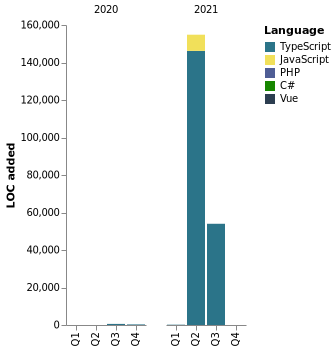 2020 2021
Language
TypeScript
JavaScript
PHP
C#
Vue
LOC added
160,000
140,000
120,000
100,000
80,000
60,000
40,000
20,000
0
Q1 Q2 Q3 Q4 Q1 Q2 Q3 Q4